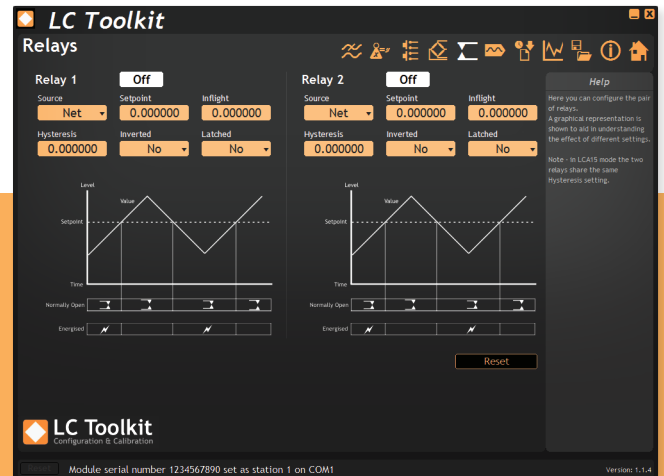 LC Toolkit
Relays
Relay 1 Off
Source Setpoint Inflight
Net 0.000000 0.000000
Hysteresis Inverted Latched
0.000000 No No
Level
Value
Setpoint
Time
Normally Open
Energised
Relay 2 Off
Source Setpoint Inflight
Net 0.000000 0.000000
Hysteresis Inverted Latched
0.000000 No No
Level
Value
Setpoint
Time
Normally Open
Energised
Reset
Help
Here you can configure the pair
of relays.
A graphical representation is
shown to aid in understanding
the effect of different settings.
Note - In LCA15 mode the two
relays share the same
Hysteresis setting.
LC Toolkit
Configuration & Calibration
Reset Module serial number 1234567890 set as station 1 on COM1 Version: 1.1.4